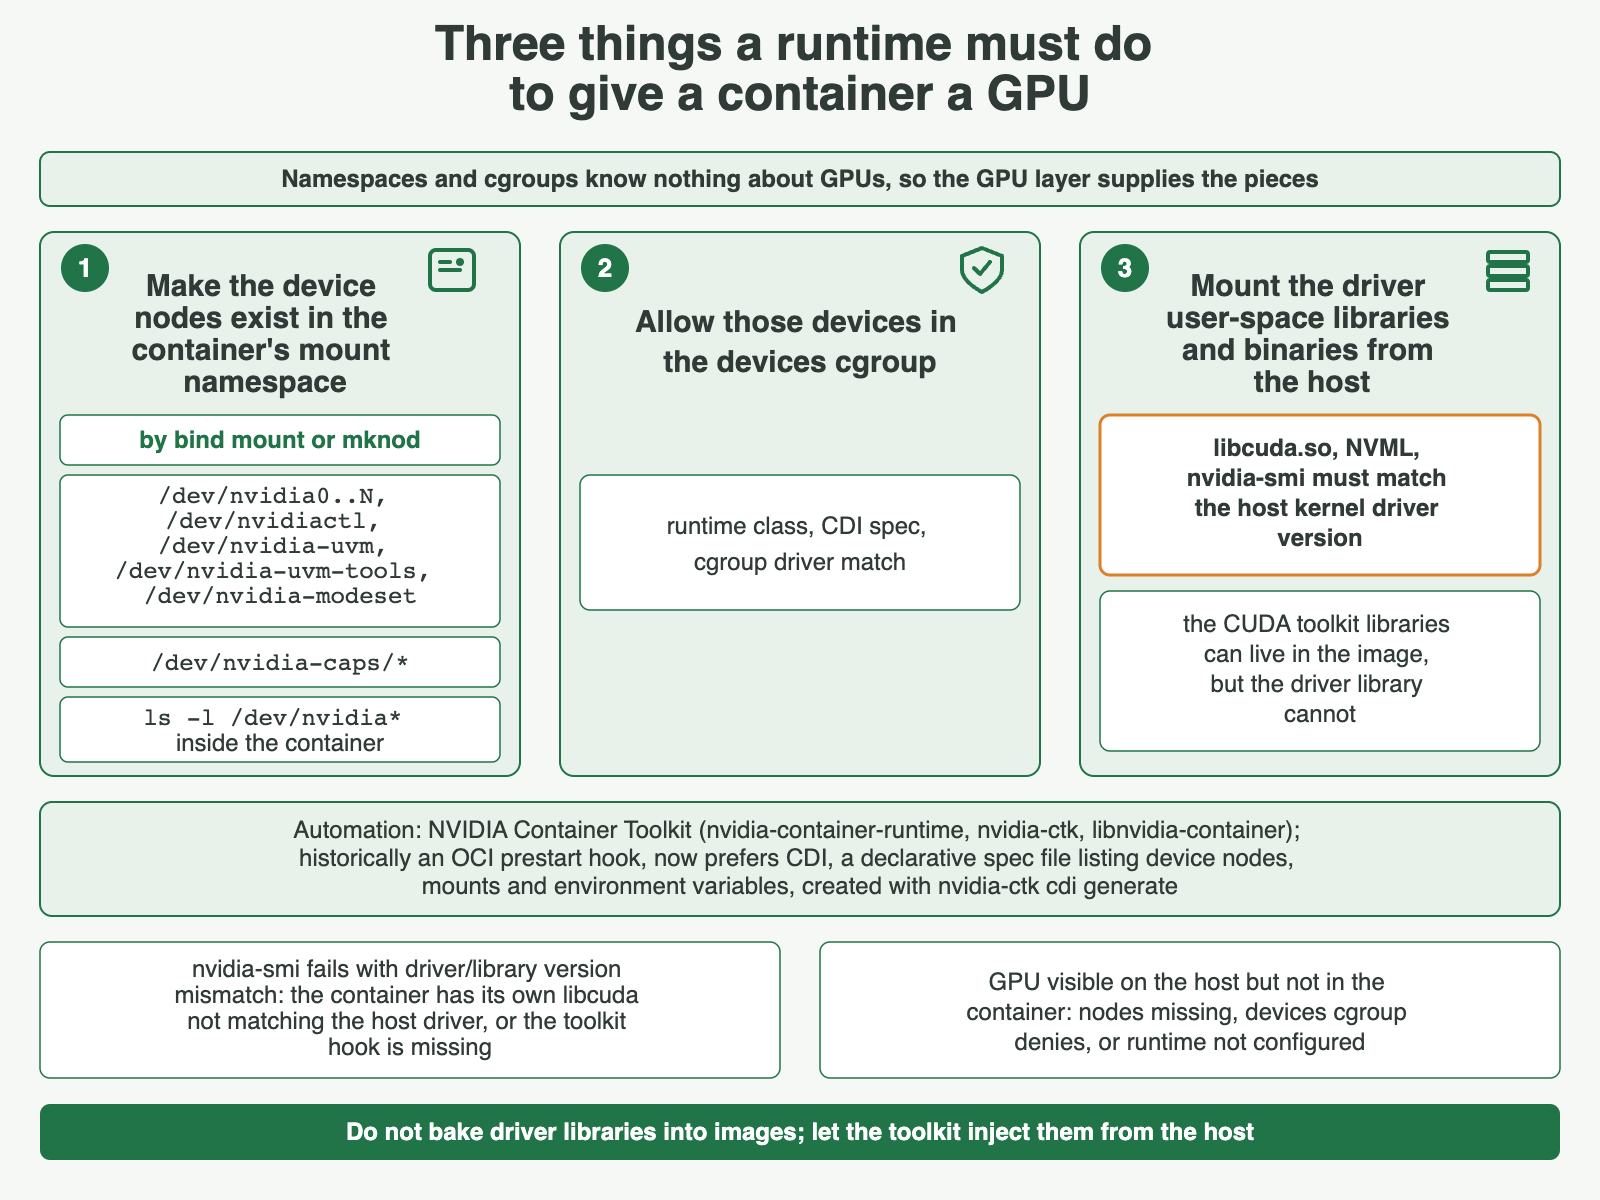 Three things a runtime must do
to give a container a GPU
Namespaces and cgroups know nothing about GPUs, so the GPU layer supplies the pieces
1
Make the device
nodes exist in the
container's mount
namespace
by bind mount or mknod
/dev/nvidia0..N,
/dev/nvidiactl,
/dev/nvidia-uvm,
/dev/nvidia-uvm-tools,
/dev/nvidia-modeset
/dev/nvidia-caps/*
ls -l /dev/nvidia*
inside the container
2
Allow those devices in
the devices cgroup
runtime class, CDI spec,
cgroup driver match
3
Mount the driver
user-space libraries
and binaries from
the host
libcuda.so, NVML,
nvidia-smi must match
the host kernel driver
version
the CUDA toolkit libraries
can live in the image,
but the driver library
cannot
Automation: NVIDIA Container Toolkit (nvidia-container-runtime, nvidia-ctk, libnvidia-container);
historically an OCI prestart hook, now prefers CDI, a declarative spec file listing device nodes,
mounts and environment variables, created with nvidia-ctk cdi generate
nvidia-smi fails with driver/library version
mismatch: the container has its own libcuda
not matching the host driver, or the toolkit
hook is missing
GPU visible on the host but not in the
container: nodes missing, devices cgroup
denies, or runtime not configured
Do not bake driver libraries into images; let the toolkit inject them from the host